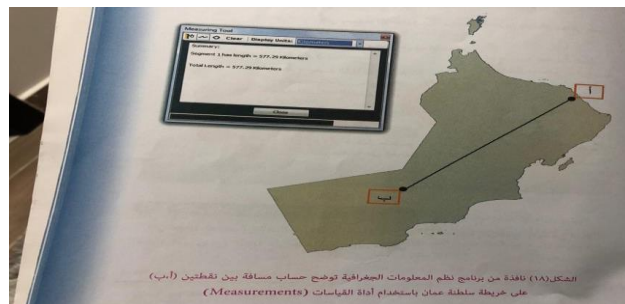 Measuring Tool
Clear Display Units: Kilometers
Summary:
Segment 1 has length = 577.29 Kilometers
Total Length = 577.29 Kilometers
Close
أ
ب
الشكل(١٨) نافذة من برنامج نظم المعلومات الجغرافية توضح حساب مسافة بين نقطتين (أ،ب)
على خريطة سلطنة عمان باستخدام أداة القياسات (Measurements)